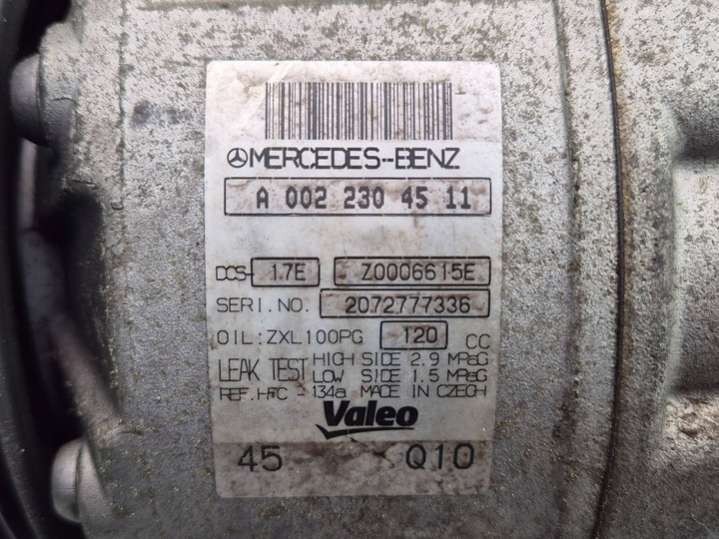 MERCEDES-BENZ
A 002 230 45 11
DCS- 17E Z0006615E
SERI.NO. 2072777336
OIL:ZXL100PG 120 CC
LEAK TEST HIGH SIDE 2.9 MPaG
LOW SIDE 1.5 MPaG
REF.HFC-134a MADE IN CZECH
Valeo
45 Q10